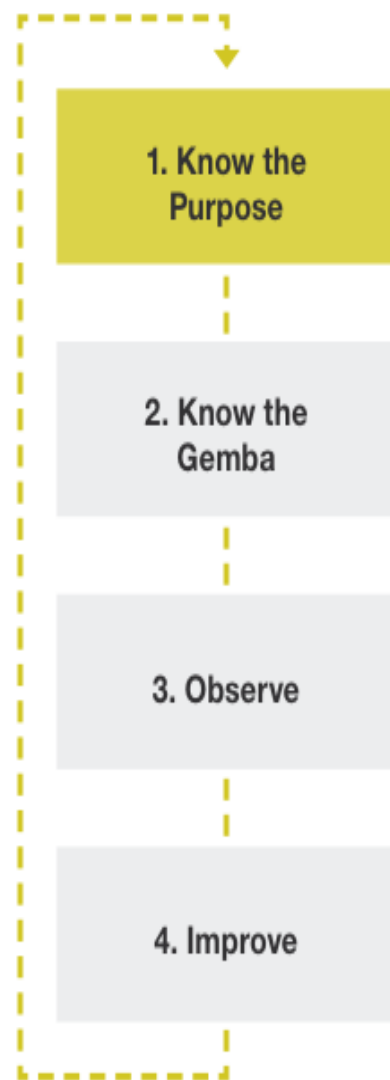 1. Know the
Purpose
2. Know the
Gemba
3. Observe
4. Improve